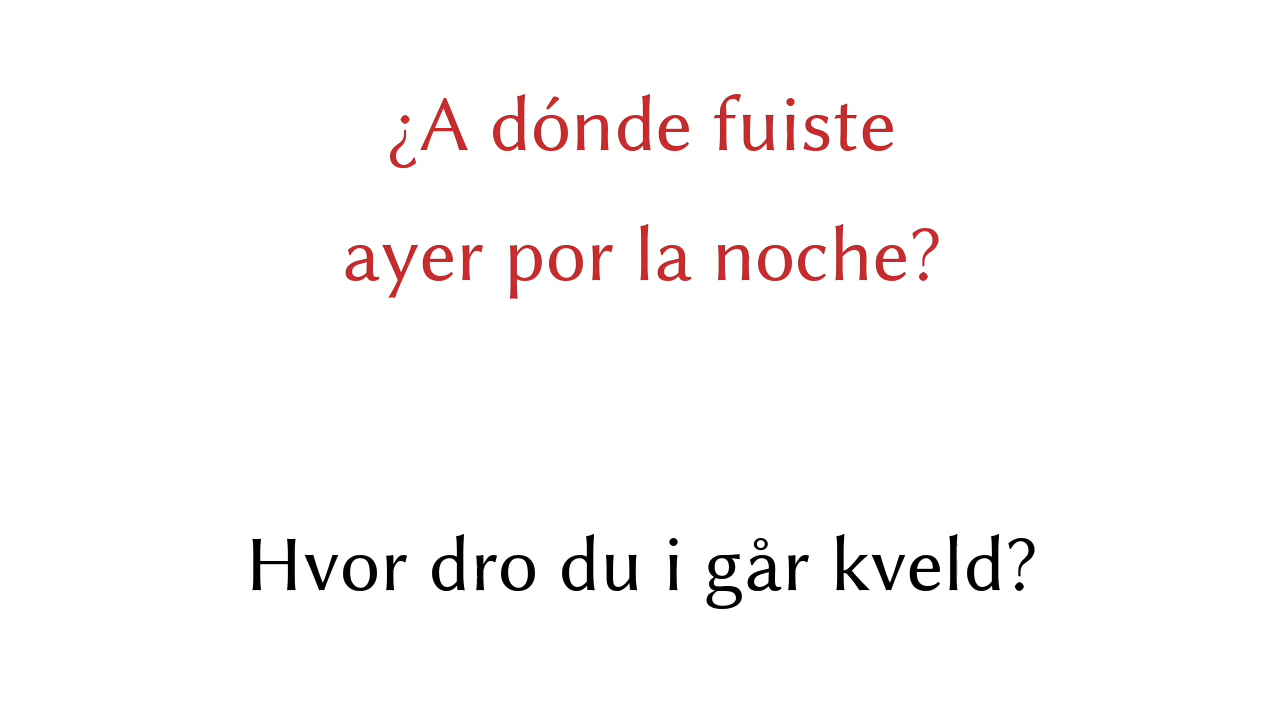 ¿A dónde fuiste
ayer por la noche?
Hvor dro du i går kveld?